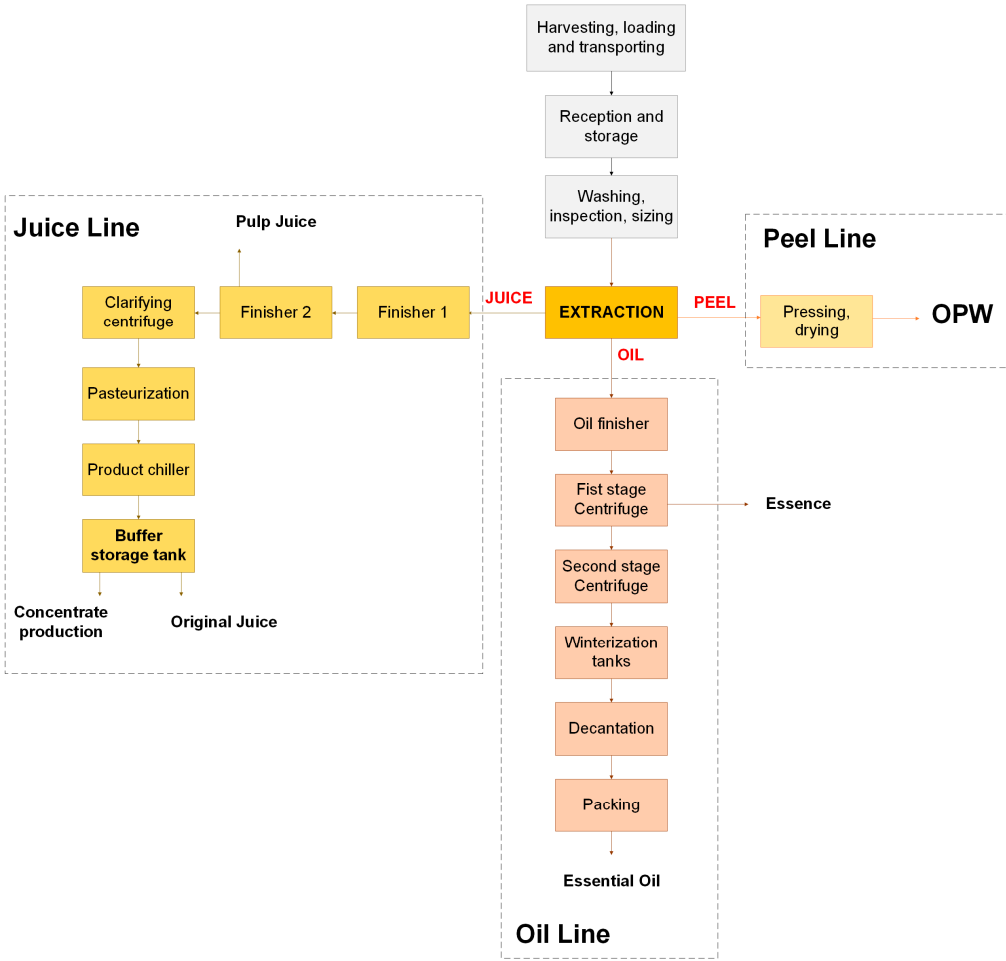 Harvesting, loading
and transporting
Reception and
storage
Washing,
inspection, sizing
Juice Line
Pulp Juice
Peel Line
Clarifying
centrifuge
Finisher 2
Finisher 1
JUICE
EXTRACTION
PEEL
Pressing,
drying
OPW
OIL
Pasteurization
Product chiller
Buffer
storage tank
Concentrate
production
Original Juice
Oil finisher
Fist stage
Centrifuge
Essence
Second stage
Centrifuge
Winterization
tanks
Decantation
Packing
Essential Oil
Oil Line